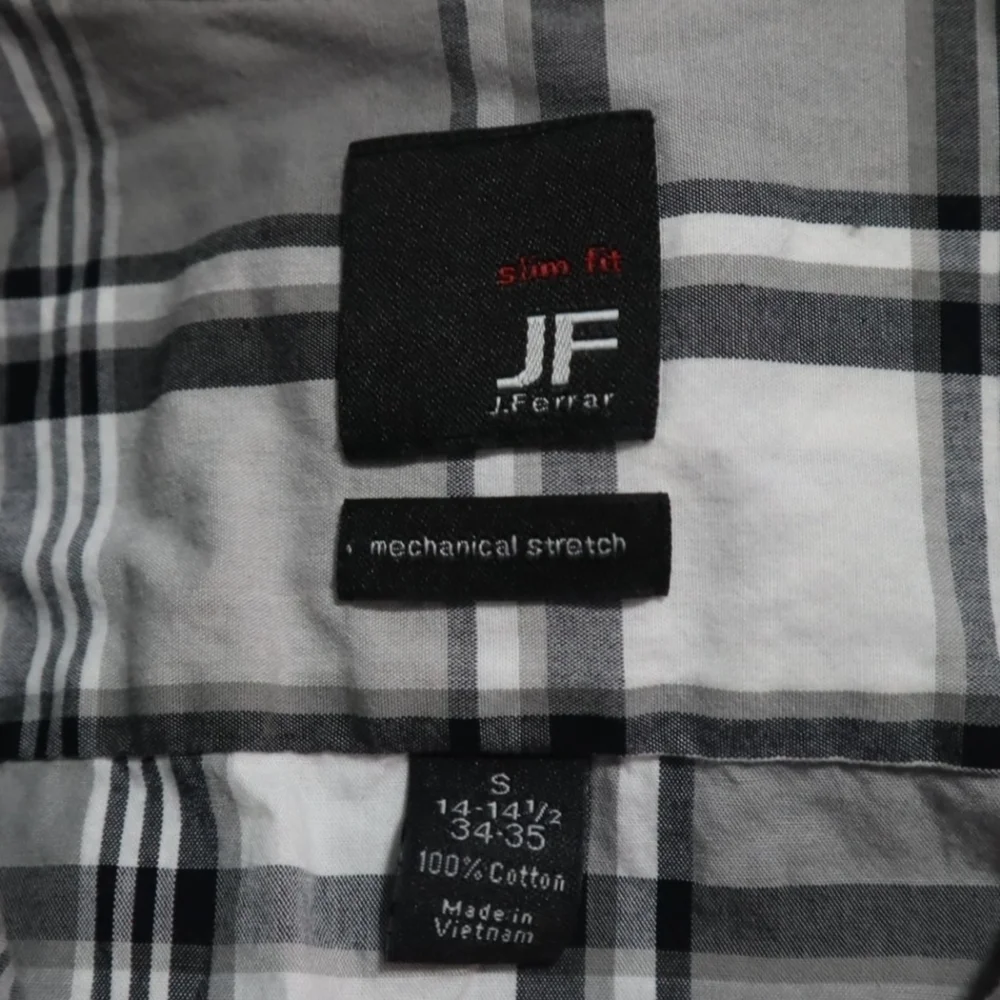 slim fit
JF
J.Ferrar
mechanical stretch
S
14-14½
34-35
100% Cotton
Made in
Vietnam